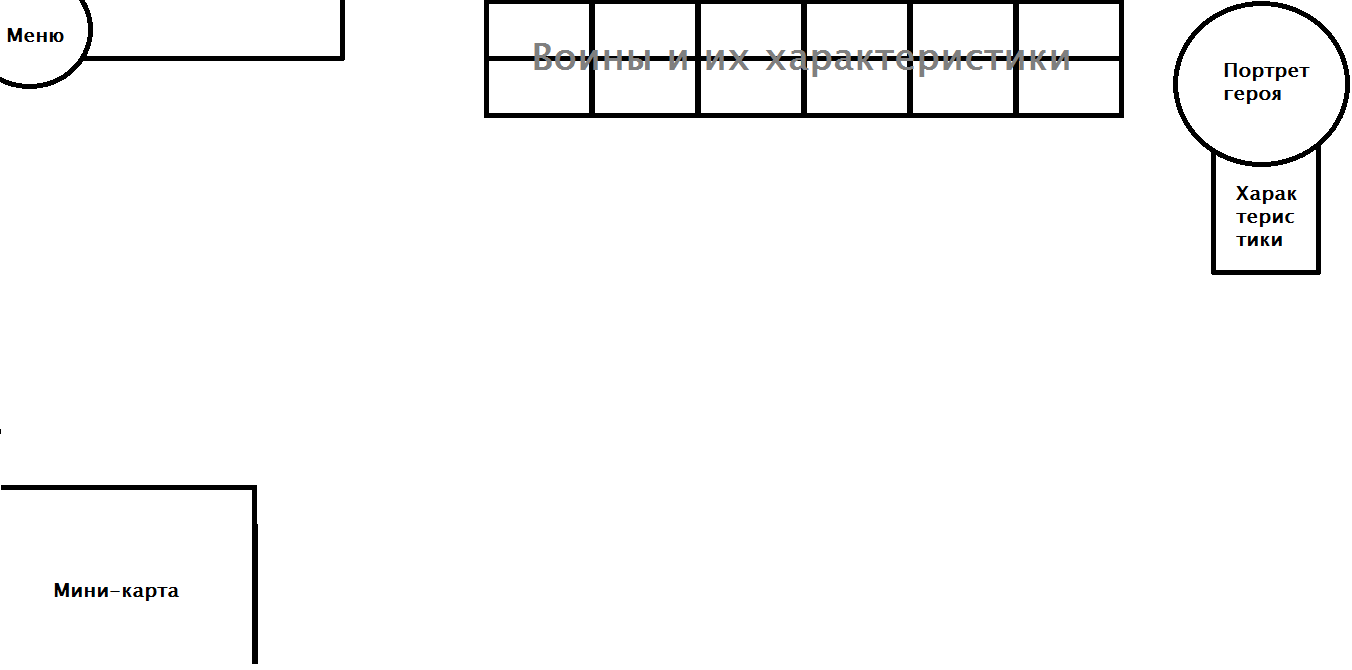 Меню
Воины и их характеристики
Портрет
героя
Харак
терис
тики
Мини-карта